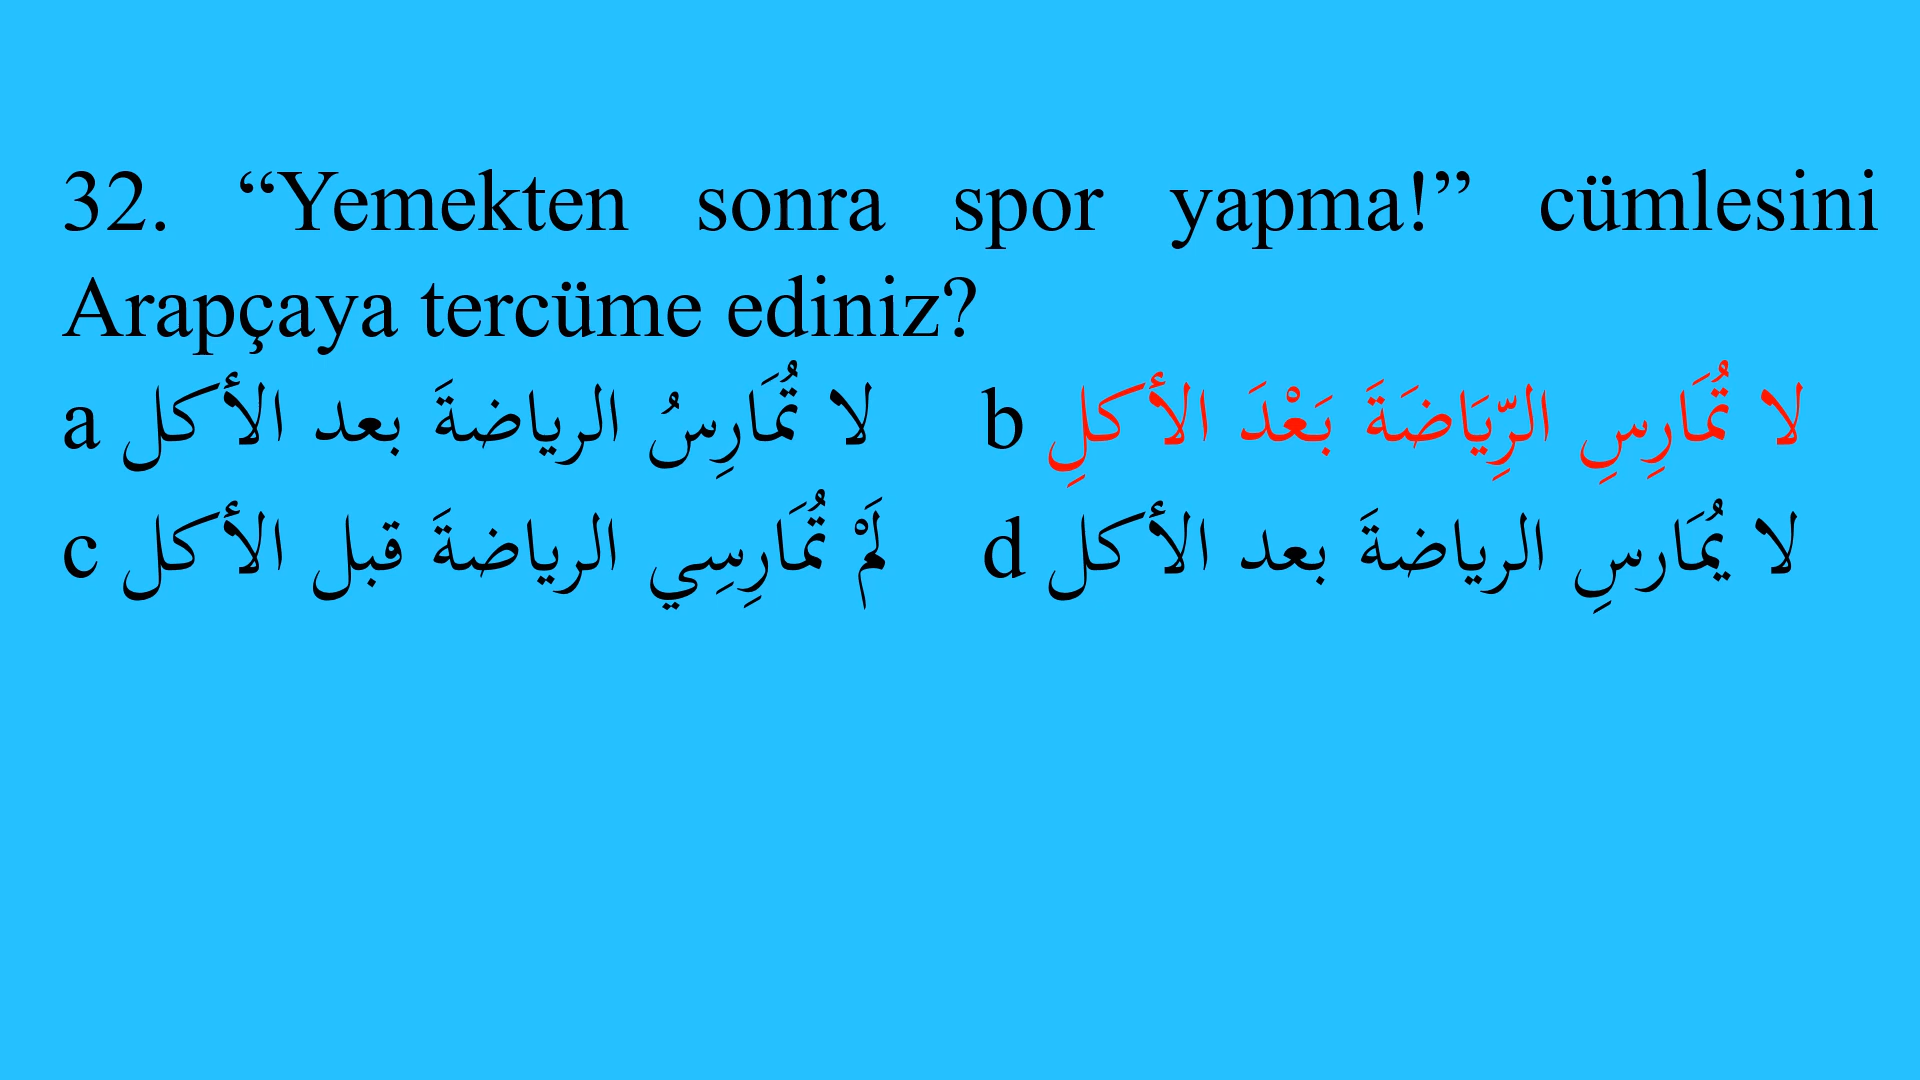 32. “Yemekten sonra spor yapma!” cümlesini
Arapçaya tercüme ediniz?
a لا تُمَارِسُ الرياضةَ بعد الأكل b لا تُمَارِسِ الرِّيَاضَةَ بَعْدَ الأكلِ
c لَمْ تُمَارِسِي الرياضةَ قبل الأكل d لا يُمَارسِ الرياضةَ بعد الأكل